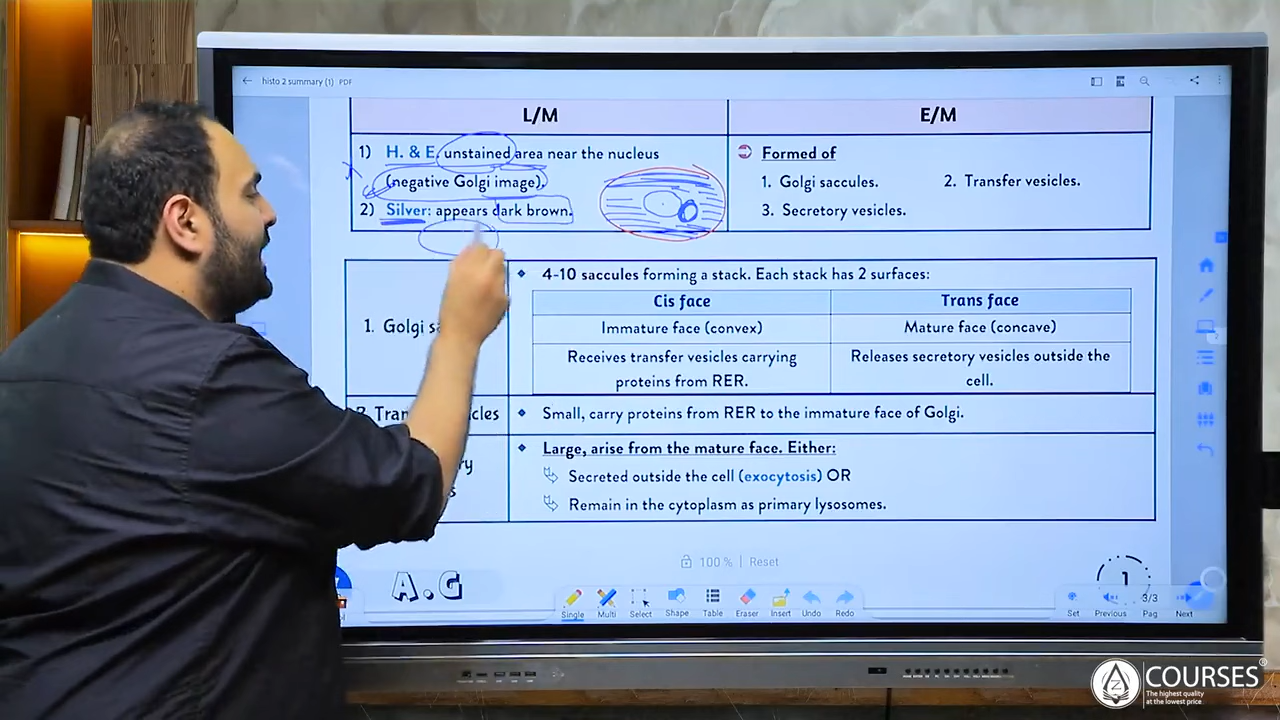 histo 2 summary (1) PDF
L/M
E/M
1) H. & E. unstained area near the nucleus
(negative Golgi image).
2) Silver: appears dark brown.
Formed of
1. Golgi saccules.
2. Transfer vesicles.
3. Secretory vesicles.
1. Golgi
4-10 saccules forming a stack. Each stack has 2 surfaces:
Cis face
Trans face
Immature face (convex)
Mature face (concave)
Receives transfer vesicles carrying
proteins from RER.
Releases secretory vesicles outside the
cell.
Small, carry proteins from RER to the immature face of Golgi.
Large, arise from the mature face. Either:
Secreted outside the cell (exocytosis) OR
Remain in the cytoplasm as primary lysosomes.
100 % | Reset
A.G
1
Single
Multi
Select
Shape
Table
Eraser
Insert
Undo
Redo
Set
Previous
3/3
Pag
Next
COURSES®
The highest quality
at the lowest price